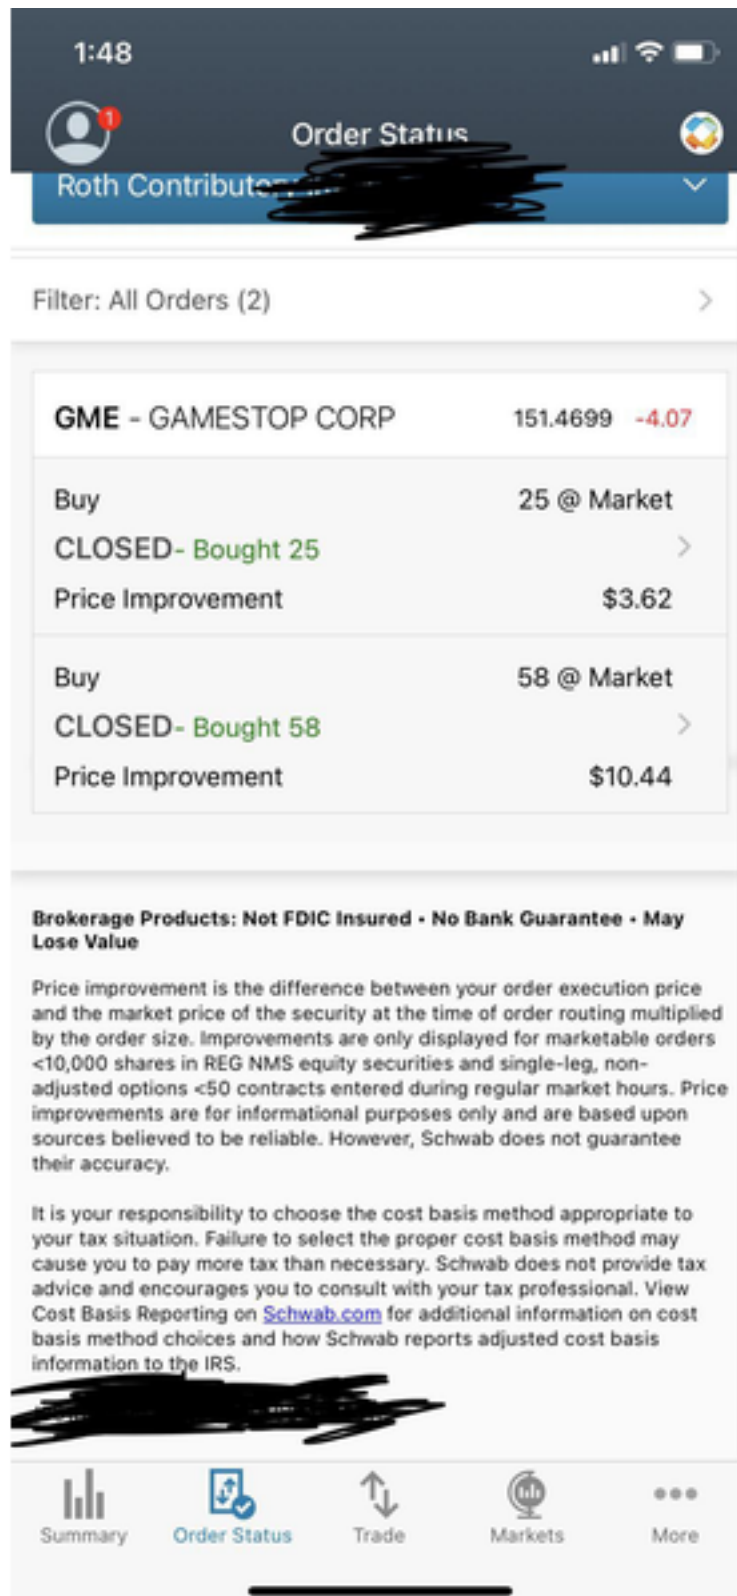 1:48
1
Order Status
Roth Contributory
Filter: All Orders (2)
GME - GAMESTOP CORP 151.4699 -4.07
Buy 25 @ Market
CLOSED- Bought 25
Price Improvement $3.62
Buy 58 @ Market
CLOSED- Bought 58
Price Improvement $10.44
Brokerage Products: Not FDIC Insured • No Bank Guarantee • May
Lose Value
Price improvement is the difference between your order execution price
and the market price of the security at the time of order routing multiplied
by the order size. Improvements are only displayed for marketable orders
<10,000 shares in REG NMS equity securities and single-leg, non-
adjusted options <50 contracts entered during regular market hours. Price
improvements are for informational purposes only and are based upon
sources believed to be reliable. However, Schwab does not guarantee
their accuracy.
It is your responsibility to choose the cost basis method appropriate to
your tax situation. Failure to select the proper cost basis method may
cause you to pay more tax than necessary. Schwab does not provide tax
advice and encourages you to consult with your tax professional. View
Cost Basis Reporting on Schwab.com for additional information on cost
basis method choices and how Schwab reports adjusted cost basis
information to the IRS.
Summary Order Status Trade Markets More